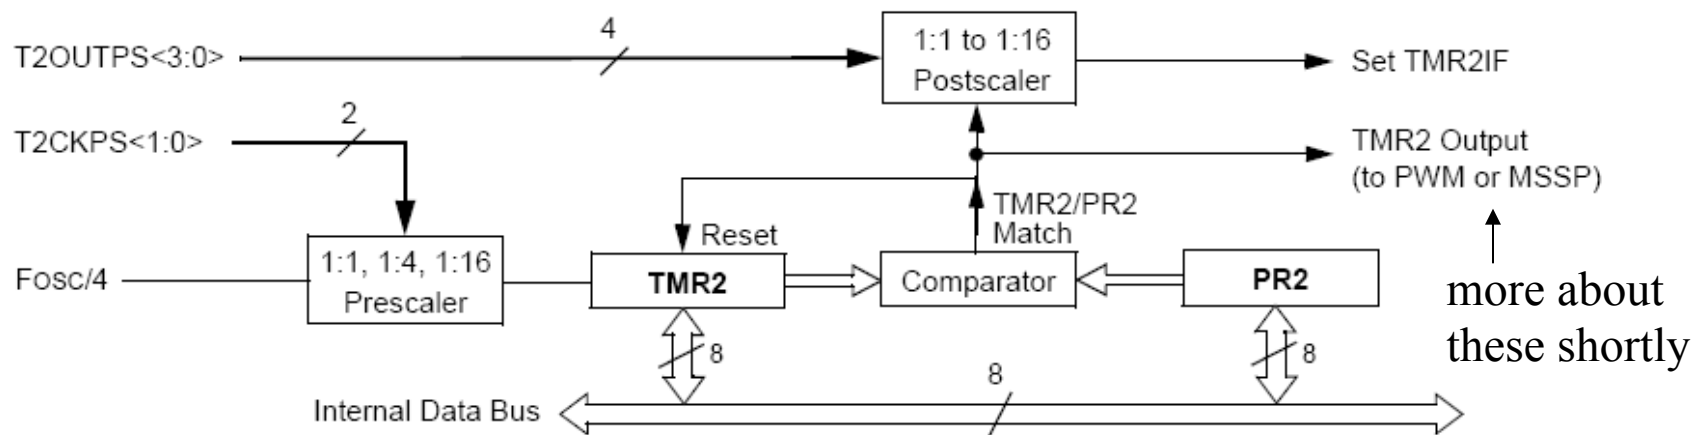 T2OUTPS<3:0>
4
1:1 to 1:16
Postscaler
Set TMR2IF
T2CKPS<1:0>
2
TMR2 Output
(to PWM or MSSP)
TMR2/PR2
Match
Reset
FOSC/4
1:1, 1:4, 1:16
Prescaler
TMR2
Comparator
PR2
more about
these shortly
8
8
8
Internal Data Bus